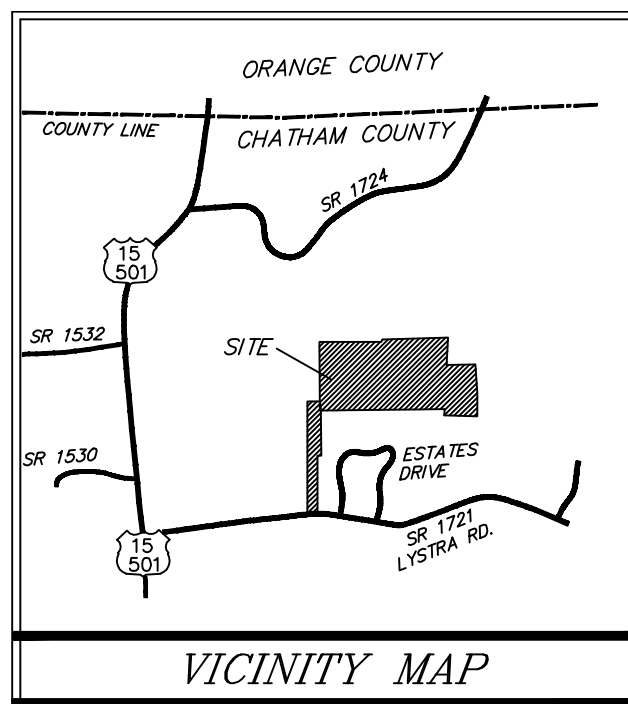 ORANGE COUNTY
COUNTY LINE
CHATHAM COUNTY
SR 1724
15
501
SR 1532
SITE
SR 1530
ESTATES
DRIVE
15
501
SR 1721
LYSTRA RD.
VICINITY MAP